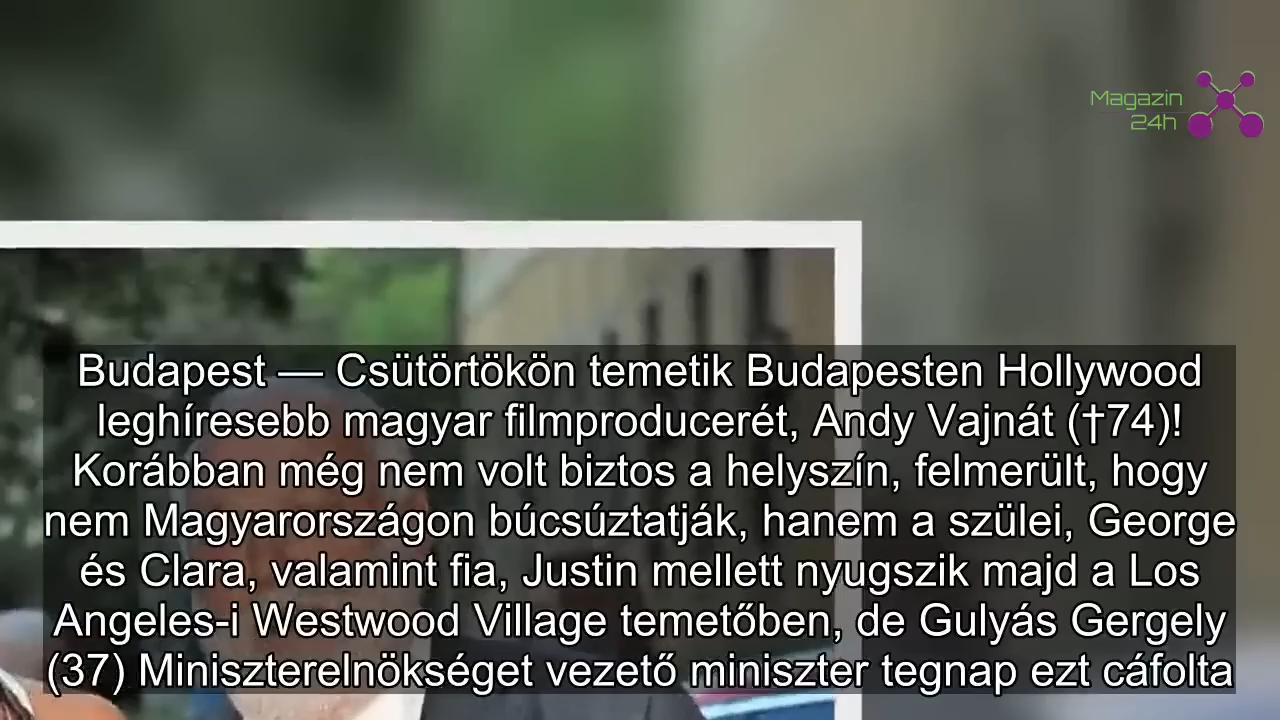 Magazin
24h
Budapest — Csütörtökön temetik Budapesten Hollywood
leghíresebb magyar filmproducerét, Andy Vajnát (†74)!
Korábban még nem volt biztos a helyszín, felmerült, hogy
nem Magyarországon búcsúztatják, hanem a szülei, George
és Clara, valamint fia, Justin mellett nyugszik majd a Los
Angeles-i Westwood Village temetőben, de Gulyás Gergely
(37) Miniszterelnökséget vezető miniszter tegnap ezt cáfolta